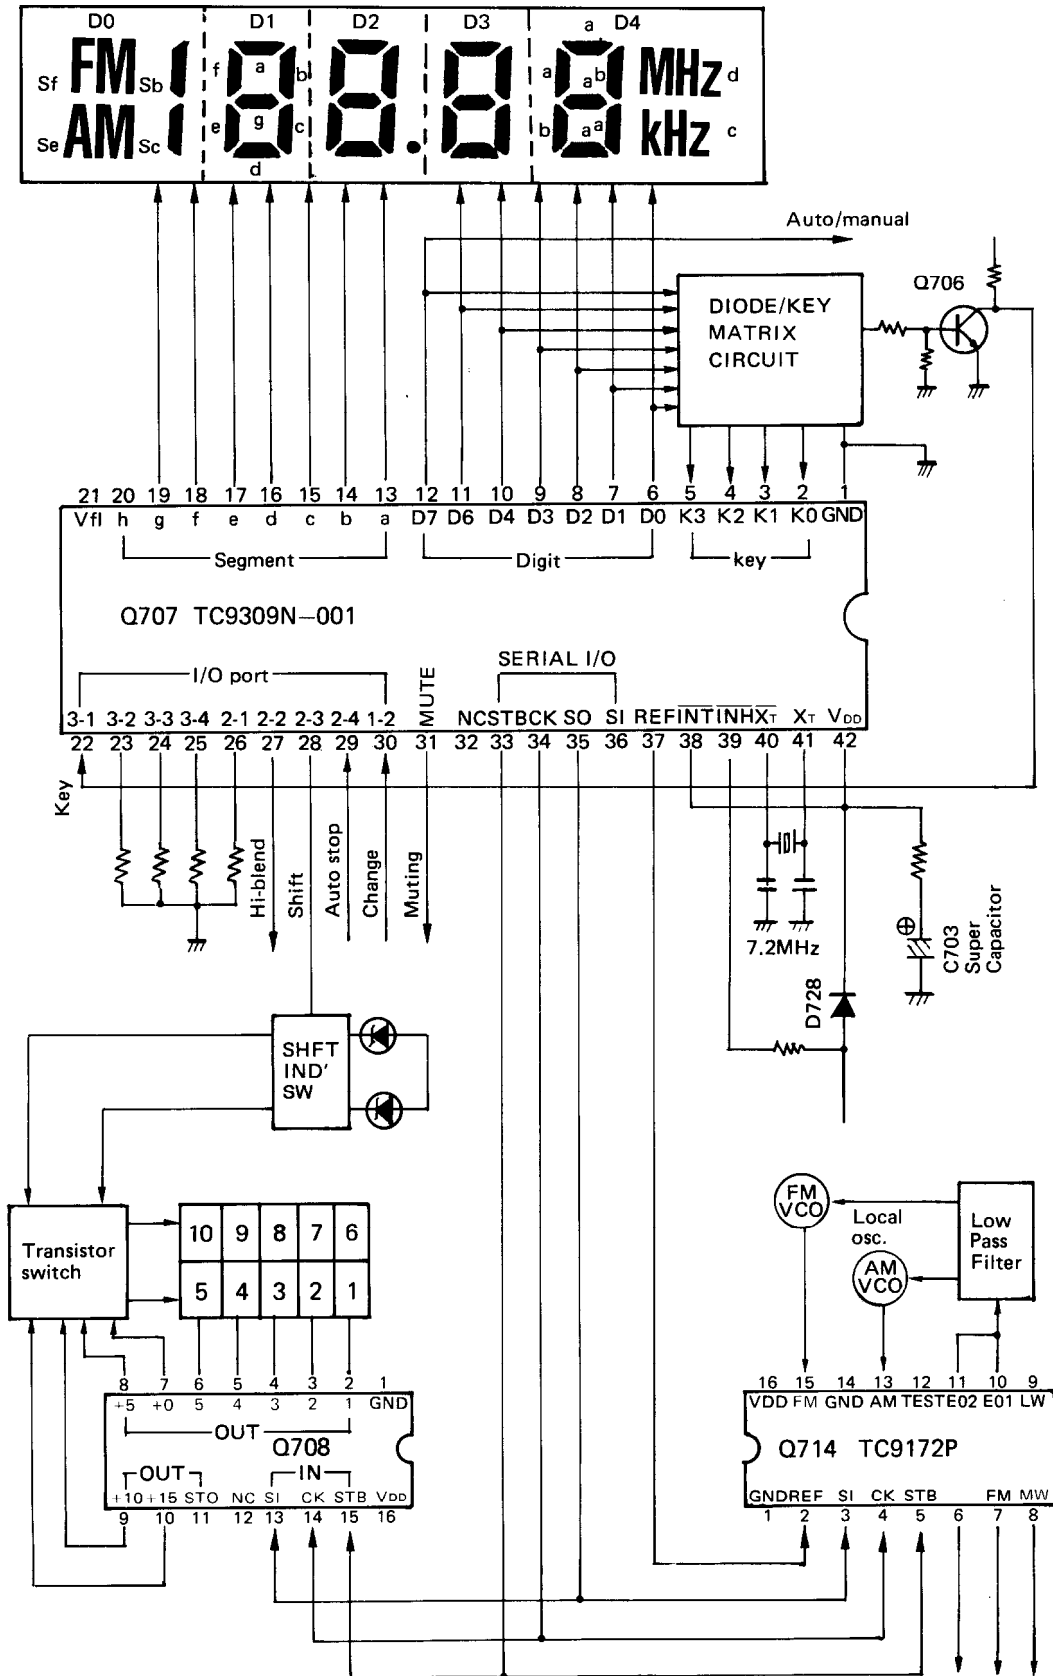 D0 D1 D2 D3 a D4
Sf FM Sb f a b a a b MHz d
Se AM Sc e g c b a a kHz c
d
Auto/manual
Q706
DIODE/KEY
MATRIX
CIRCUIT
21 20 19 18 17 16 15 14 13 12 11 10 9 8 7 6 5 4 3 2 1
Vfl h g f e d c b a D7 D6 D4 D3 D2 D1 D0 K3 K2 K1 K0 GND
Segment Digit key
Q707 TC9309N-001
I/O port MUTE SERIAL I/O
3-1 3-2 3-3 3-4 2-1 2-2 2-3 2-4 1-2 NC STB CK SO SI REF INT INH XT XT VDD
22 23 24 25 26 27 28 29 30 31 32 33 34 35 36 37 38 39 40 41 42
Key
Hi-blend
Shift
Auto stop
Change
Muting
7.2MHz
C703
Super
Capacitor
D728
SHFT
IND'
SW
FM
VCO
Local
osc.
AM
VCO
Low
Pass
Filter
Transistor
switch
10 9 8 7 6
5 4 3 2 1
8 7 6 5 4 3 2 1
+5 +0 5 4 3 2 1 GND
OUT
Q708
OUT IN
+10 +15 STO NC SI CK STB VDD
9 10 11 12 13 14 15 16
16 15 14 13 12 11 10 9
VDD FM GND AM TEST E02 E01 LW
Q714 TC9172P
GND REF SI CK STB FM MW
1 2 3 4 5 6 7 8